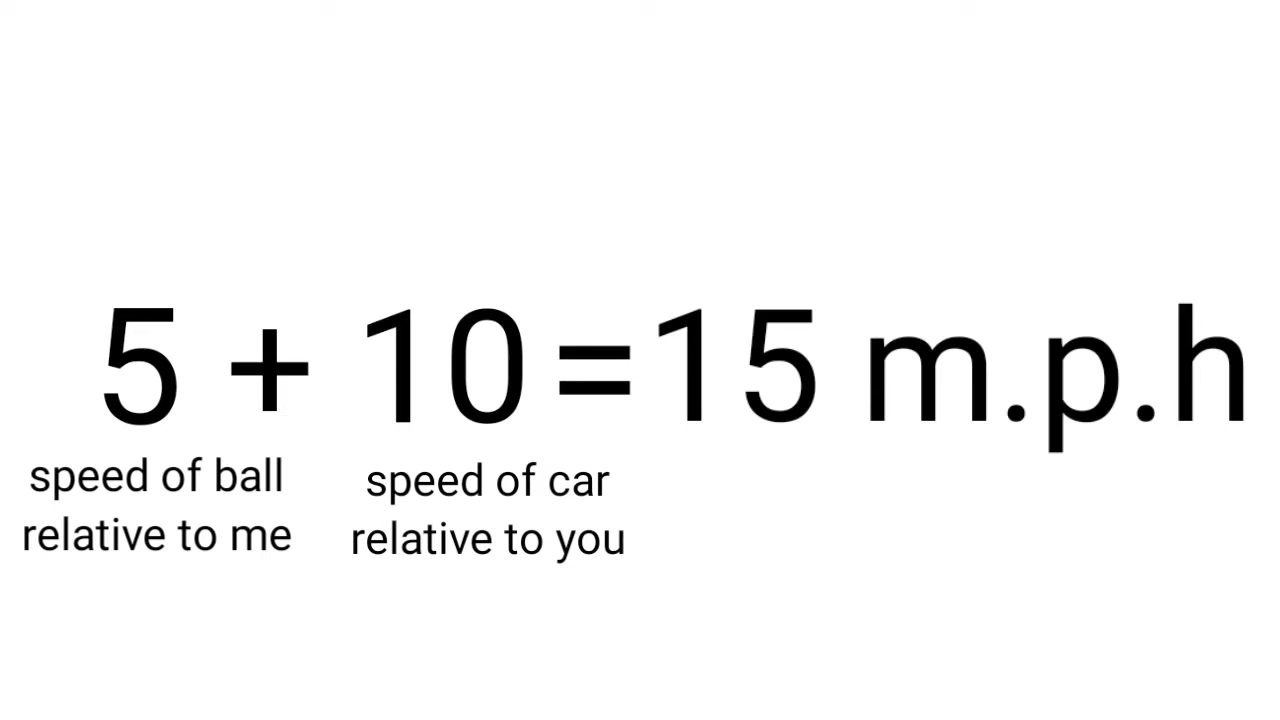 5 + 10 =15 m.p.h
speed of ball
relative to me
speed of car
relative to you